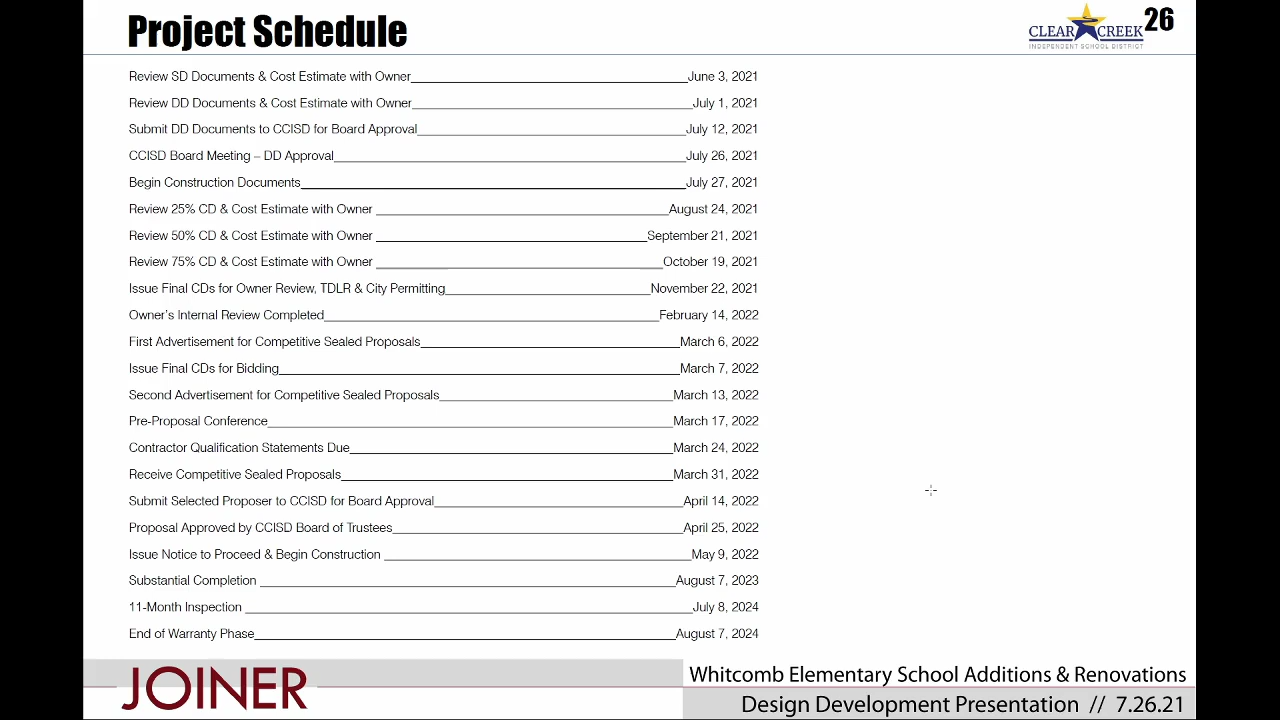 Project Schedule
CLEAR CREEK
INDEPENDENT SCHOOL DISTRICT
26
Review SD Documents & Cost Estimate with Owner June 3, 2021
Review DD Documents & Cost Estimate with Owner July 1, 2021
Submit DD Documents to CCISD for Board Approval July 12, 2021
CCISD Board Meeting – DD Approval July 26, 2021
Begin Construction Documents July 27, 2021
Review 25% CD & Cost Estimate with Owner August 24, 2021
Review 50% CD & Cost Estimate with Owner September 21, 2021
Review 75% CD & Cost Estimate with Owner October 19, 2021
Issue Final CDs for Owner Review, TDLR & City Permitting November 22, 2021
Owner's Internal Review Completed February 14, 2022
First Advertisement for Competitive Sealed Proposals March 6, 2022
Issue Final CDs for Bidding March 7, 2022
Second Advertisement for Competitive Sealed Proposals March 13, 2022
Pre-Proposal Conference March 17, 2022
Contractor Qualification Statements Due March 24, 2022
Receive Competitive Sealed Proposals March 31, 2022
Submit Selected Proposer to CCISD for Board Approval April 14, 2022
Proposal Approved by CCISD Board of Trustees April 25, 2022
Issue Notice to Proceed & Begin Construction May 9, 2022
Substantial Completion August 7, 2023
11-Month Inspection July 8, 2024
End of Warranty Phase August 7, 2024
JOINER
Whitcomb Elementary School Additions & Renovations
Design Development Presentation // 7.26.21